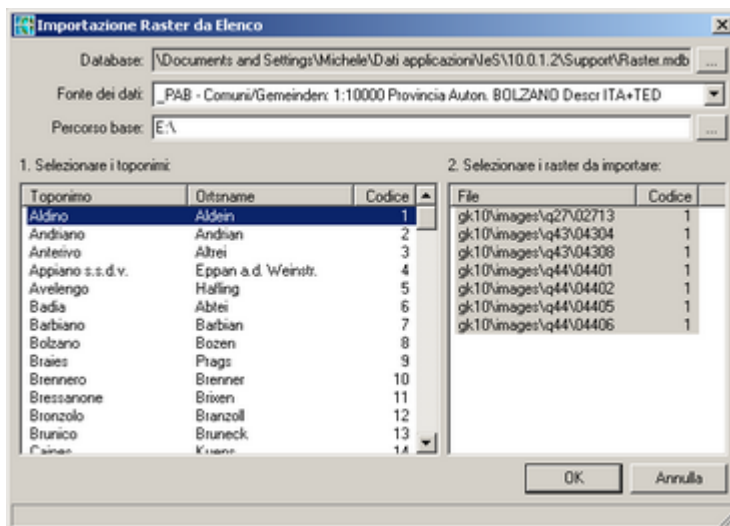 Importazione Raster da Elenco
Database: \Documents and Settings\Michele\Dati applicazioni\IeS\10.0.1.2\Support\Raster.mdb ...
Fonte dei dati: _PAB - Comuni/Gemeinden: 1:10000 Provincia Auton. BOLZANO Descr ITA+TED
Percorso base: E:\ ...
1. Selezionare i toponimi:
Toponimo Ortsname Codice
Aldino Aldein 1
Andriano Andrian 2
Anterivo Altrei 3
Appiano s.s.d.v. Eppan a.d. Weinstr. 4
Avelengo Hafling 5
Badia Abtei 6
Barbiano Barbian 7
Bolzano Bozen 8
Braies Prags 9
Brennero Brenner 10
Bressanone Brixen 11
Bronzolo Branzoll 12
Brunico Bruneck 13
Caines Kuens 14
2. Selezionare i raster da importare:
File Codice
gk10\images\q27\02713 1
gk10\images\q43\04304 1
gk10\images\q43\04308 1
gk10\images\q44\04401 1
gk10\images\q44\04402 1
gk10\images\q44\04405 1
gk10\images\q44\04406 1
OK Annulla